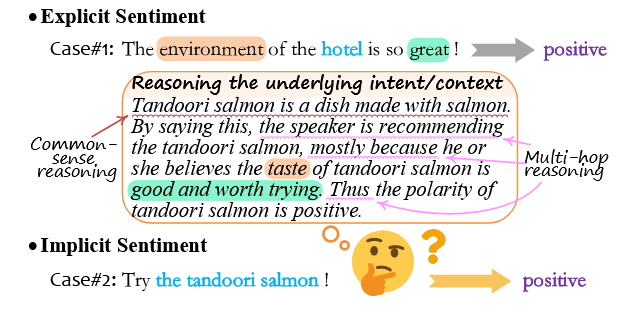 • Explicit Sentiment
Case#1: The environment of the hotel is so great ! positive
Reasoning the underlying intent/context
Tandoori salmon is a dish made with salmon.
By saying this, the speaker is recommending
the tandoori salmon, mostly because he or
she believes the taste of tandoori salmon is
good and worth trying. Thus the polarity of
tandoori salmon is positive.
Common-
sense
reasoning
Multi-hop
reasoning
• Implicit Sentiment
Case#2: Try the tandoori salmon ! ? positive